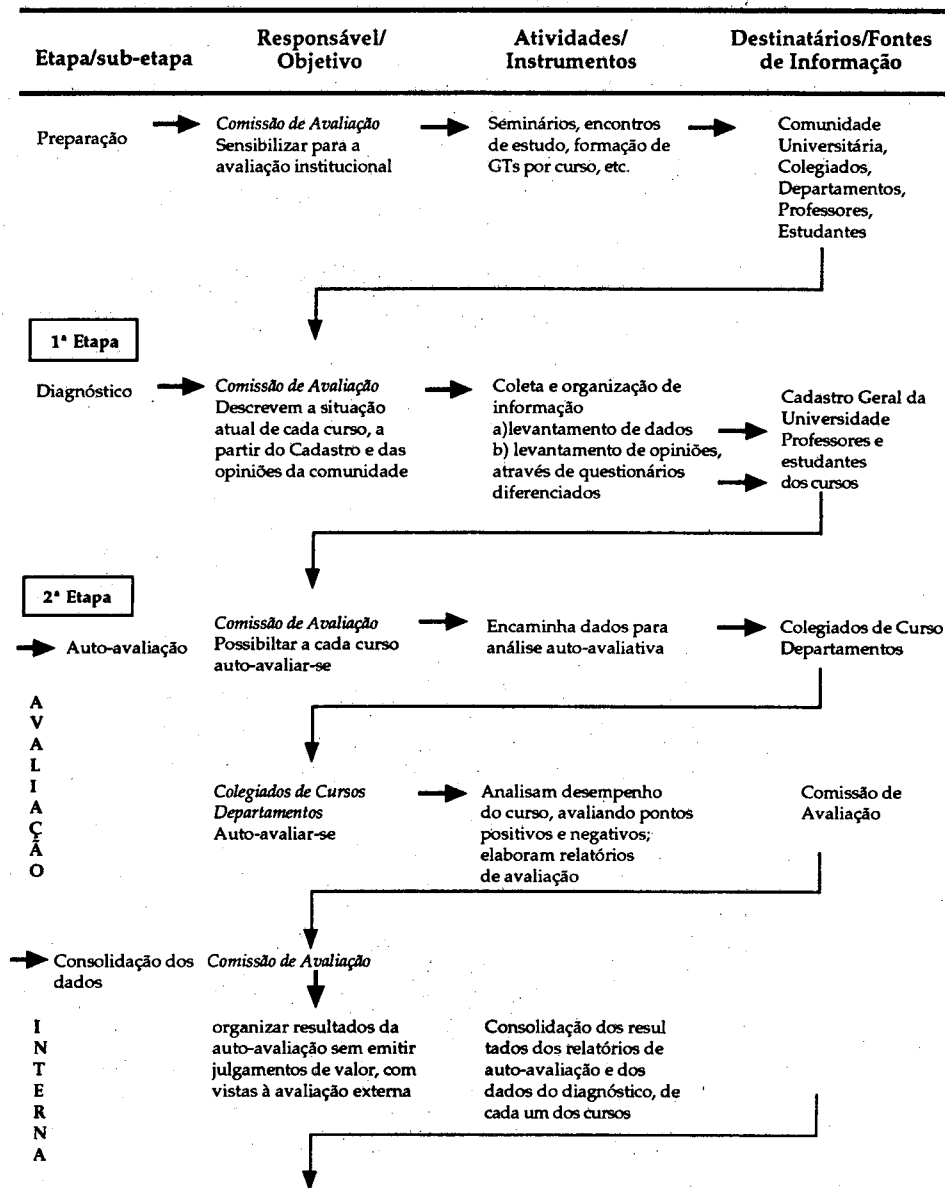 Etapa/sub-etapa
Responsável/
Objetivo
Atividades/
Instrumentos
Destinatários/Fontes
de Informação
Preparação
Comissão de Avaliação
Sensibilizar para a
avaliação institucional
Seminários, encontros
de estudo, formação de
GTs por curso, etc.
Comunidade
Universitária,
Colegiados,
Departamentos,
Professores,
Estudantes
1ª Etapa
Diagnóstico
Comissão de Avaliação
Descrevem a situação
atual de cada curso, a
partir do Cadastro e das
opiniões da comunidade
Coleta e organização de
informação
a)levantamento de dados
b) levantamento de opiniões,
através de questionários
diferenciados
Cadastro Geral da
Universidade
Professores e
estudantes
dos cursos
2ª Etapa
Auto-avaliação
Comissão de Avaliação
Possibiltar a cada curso
auto-avaliar-se
Encaminha dados para
análise auto-avaliativa
Colegiados de Curso
Departamentos
AVALIAÇÃO
Colegiados de Cursos
Departamentos
Auto-avaliar-se
Analisam desempenho
do curso, avaliando pontos
positivos e negativos;
elaboram relatórios
de avaliação
Comissão de
Avaliação
Consolidação dos
dados
Comissão de Avaliação
INTERNA
organizar resultados da
auto-avaliação sem emitir
julgamentos de valor, com
vistas à avaliação externa
Consolidação dos resul
tados dos relatórios de
auto-avaliação e dos
dados do diagnóstico, de
cada um dos cursos